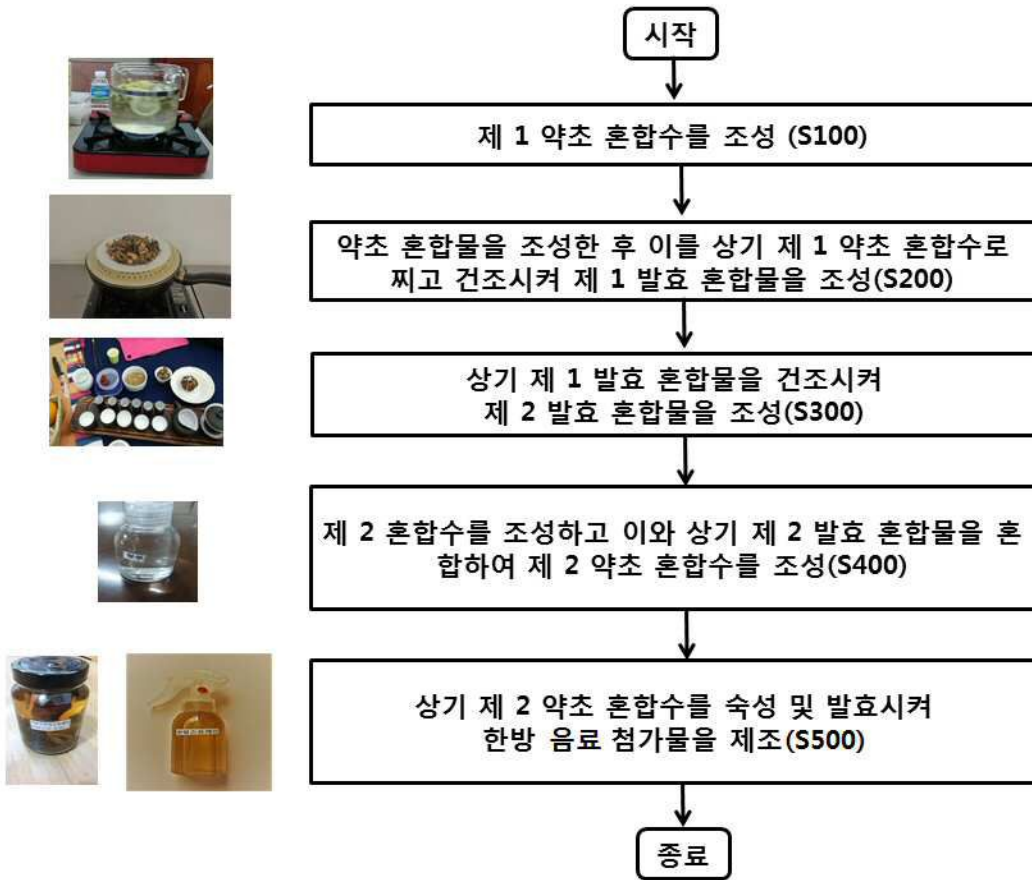 시작
제 1 약초 혼합수를 조성 (S100)
약초 혼합물을 조성한 후 이를 상기 제 1 약초 혼합수로
찌고 건조시켜 제 1 발효 혼합물을 조성(S200)
상기 제 1 발효 혼합물을 건조시켜
제 2 발효 혼합물을 조성(S300)
제 2 혼합수를 조성하고 이와 상기 제 2 발효 혼합물을 혼
합하여 제 2 약초 혼합수를 조성(S400)
상기 제 2 약초 혼합수를 숙성 및 발효시켜
한방 음료 첨가물을 제조(S500)
종료